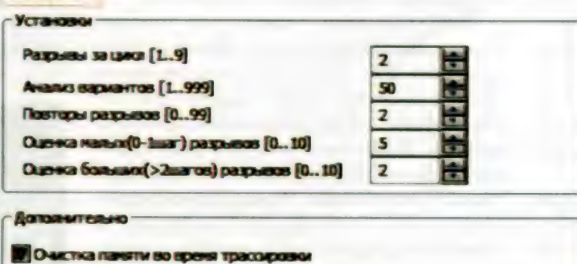 Установки
Разрывы за цикл [1..9] 2
Анализ вариантов [1..999] 50
Повторы разрывов [0..99] 2
Оценка малых(0-1шаг) разрывов [0..10] 5
Оценка больших(>2шагов) разрывов [0..10] 2
Дополнительно
Очистка памяти во время трассировки